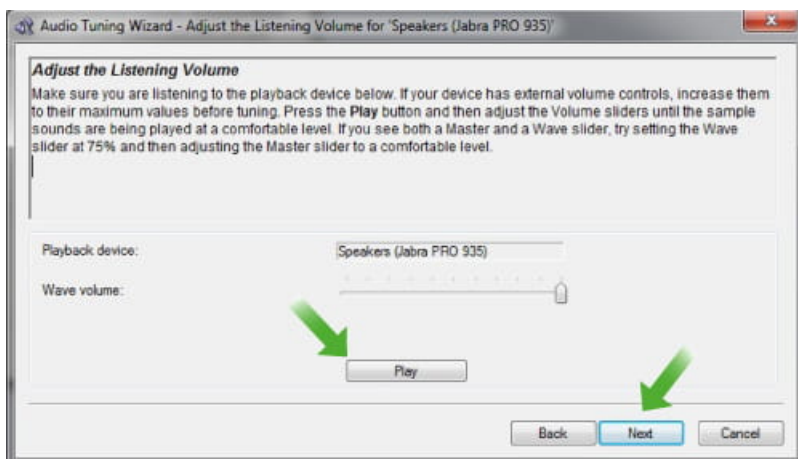 Audio Tuning Wizard - Adjust the Listening Volume for 'Speakers (Jabra PRO 935)'
Adjust the Listening Volume
Make sure you are listening to the playback device below. If your device has external volume controls, increase them
to their maximum values before tuning. Press the Play button and then adjust the Volume sliders until the sample
sounds are being played at a comfortable level. If you see both a Master and a Wave slider, try setting the Wave
slider at 75% and then adjusting the Master slider to a comfortable level.
Playback device:
Speakers (Jabra PRO 935)
Wave volume:
Play
Back
Next
Cancel